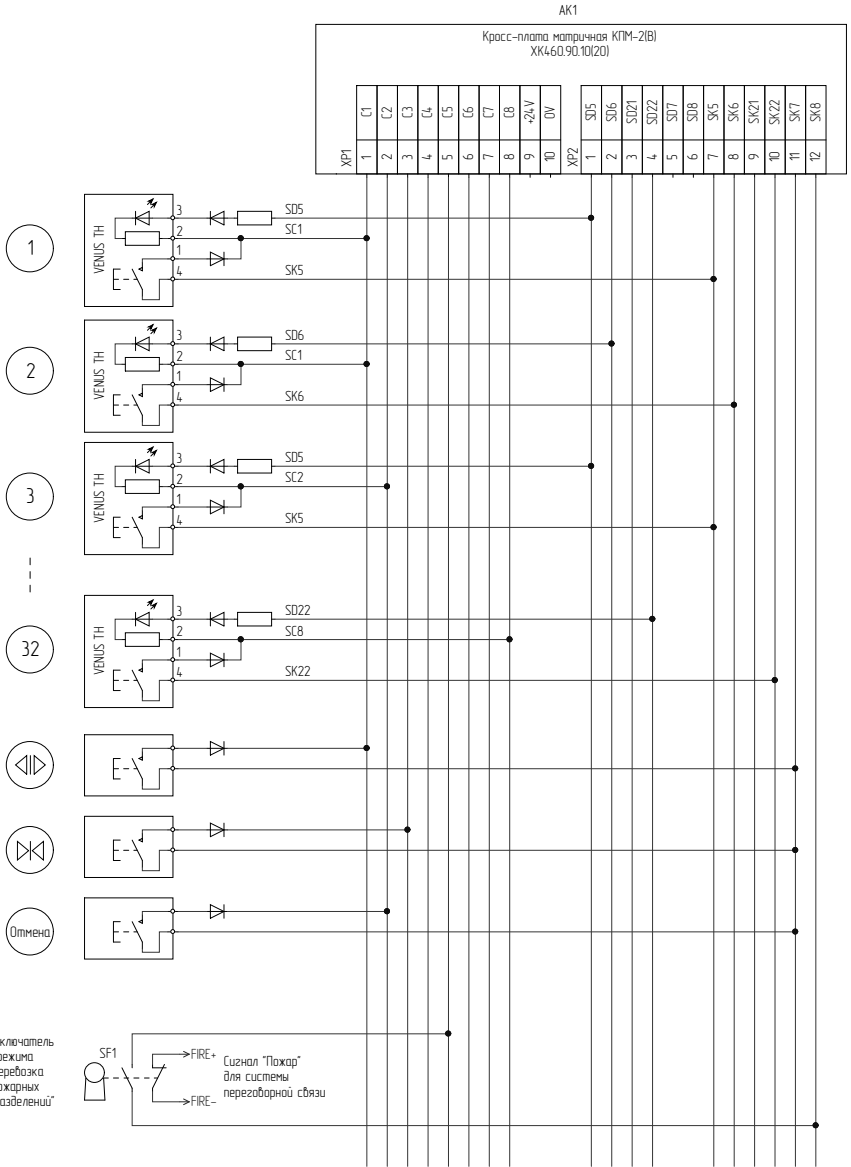 AK1
Кросс-плата матричная КПМ-2(В)
ХК460.90.10(20)
XP1
C1 C2 C3 C4 C5 C6 C7 C8 +24V 0V
1 2 3 4 5 6 7 8 9 10
XP2
SD5 SD6 SD21 SD22 SD7 SD8 SK5 SK6 SK21 SK22 SK7 SK8
1 2 3 4 5 6 7 8 9 10 11 12
1
VENUS TH
3 SD5
2 SC1
1
4 SK5
2
VENUS TH
3 SD6
2 SC1
1
4 SK6
3
VENUS TH
3 SD5
2 SC2
1
4 SK5
32
VENUS TH
3 SD22
2 SC8
1
4 SK22
Отмена
ключатель
режима
еревозка
ожарных
азделений"
SF1
FIRE+
FIRE-
Сигнал "Пожар"
для системы
переговорной связи